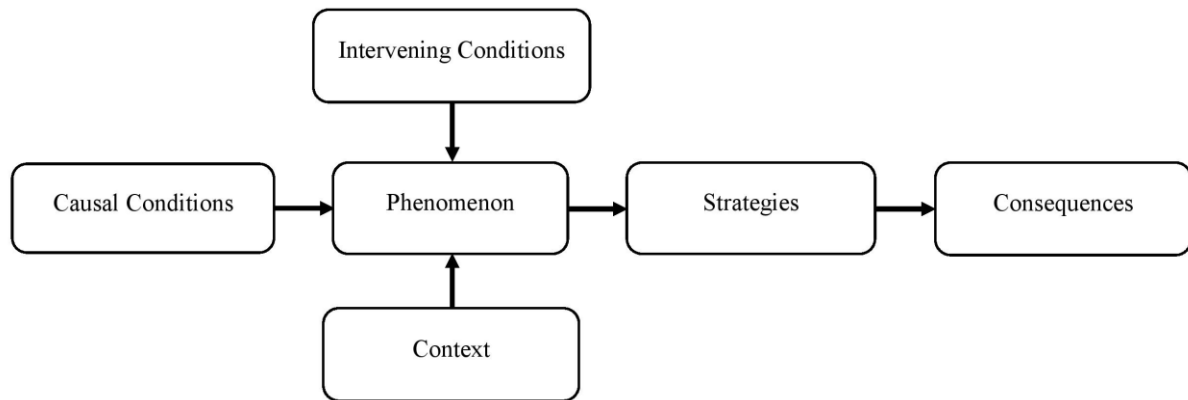 Intervening Conditions
Causal Conditions
Phenomenon
Strategies
Consequences
Context